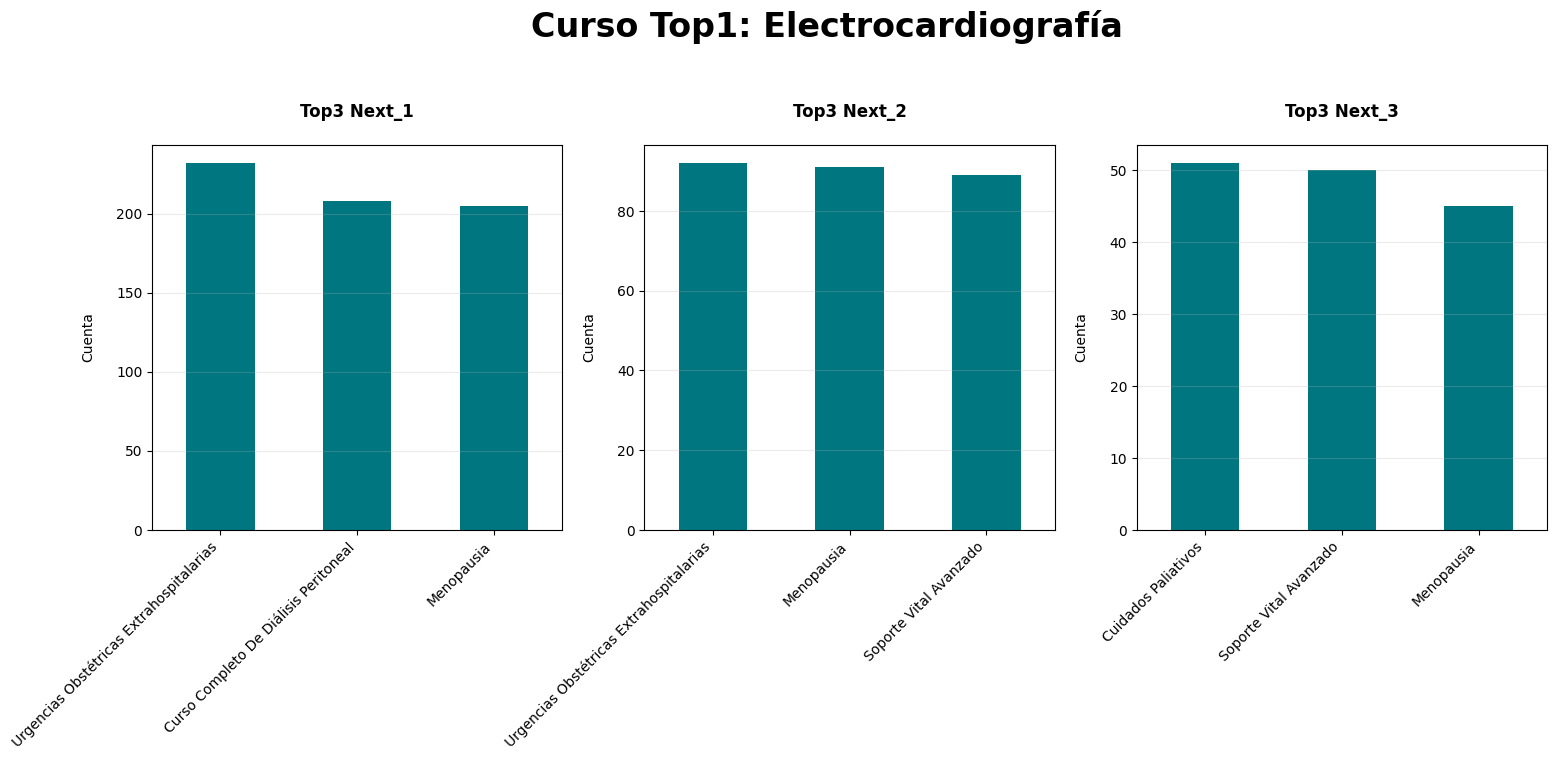 Curso Top1: Electrocardiografía
Top3 Next_1
Cuenta
200
150
100
50
0
Urgencias Obstétricas Extrahospitalarias
Curso Completo De Diálisis Peritoneal
Menopausia
Top3 Next_2
Cuenta
80
60
40
20
0
Urgencias Obstétricas Extrahospitalarias
Menopausia
Soporte Vital Avanzado
Top3 Next_3
Cuenta
50
40
30
20
10
0
Cuidados Paliativos
Soporte Vital Avanzado
Menopausia